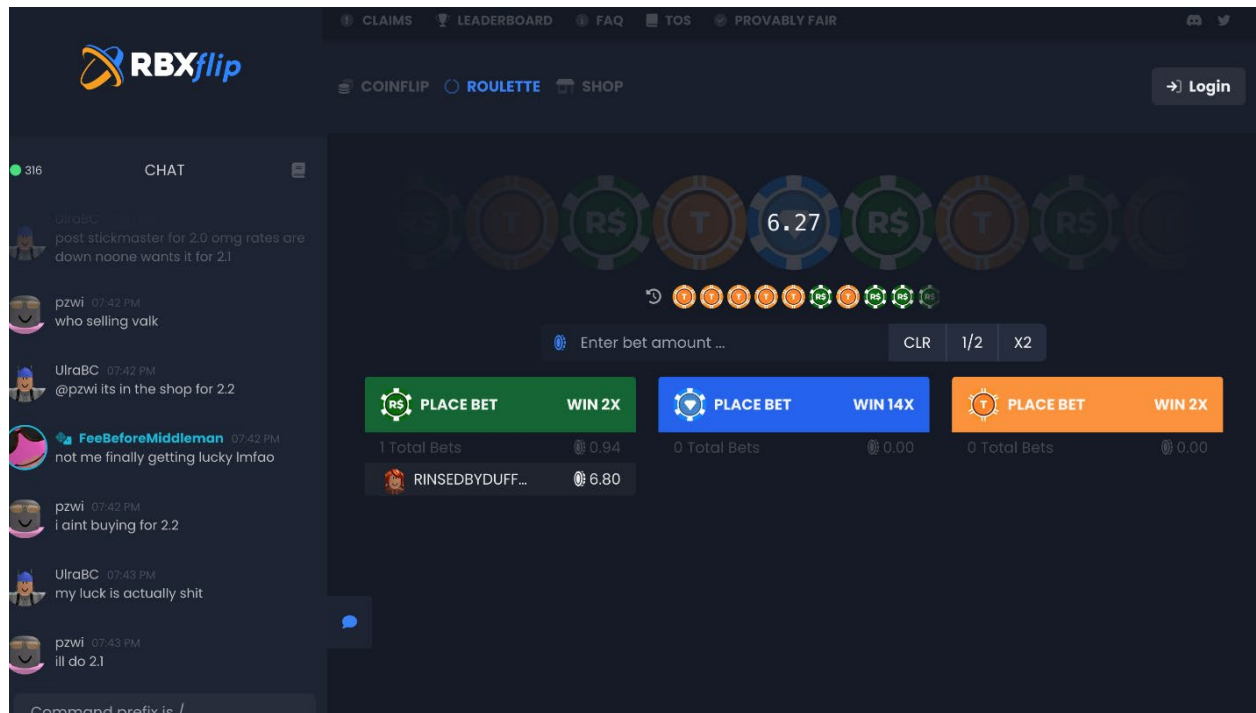 CLAIMS LEADERBOARD FAQ TOS PROVABLY FAIR
RBXflip
COINFLIP ROULETTE SHOP
Login
316 CHAT
UlraBC
post stickmaster for 2.0 omg rates are
down noone wants it for 2.1
pzwi 07:42 PM
who selling valk
UlraBC 07:42 PM
@pzwi its in the shop for 2.2
FeeBeforeMiddleman 07:42 PM
not me finally getting lucky lmfao
pzwi 07:42 PM
i aint buying for 2.2
UlraBC 07:43 PM
my luck is actually shit
pzwi 07:43 PM
ill do 2.1
Command prefix is /
R$ T R$ T 6.27 R$ T R$ T
T T T T T R$ T R$ R$ R$
Enter bet amount ...
CLR 1/2 X2
R$ PLACE BET WIN 2X
1 Total Bets 0.94
RINSEDBYDUFF... 6.80
PLACE BET WIN 14X
0 Total Bets 0.00
T PLACE BET WIN 2X
0 Total Bets 0.00